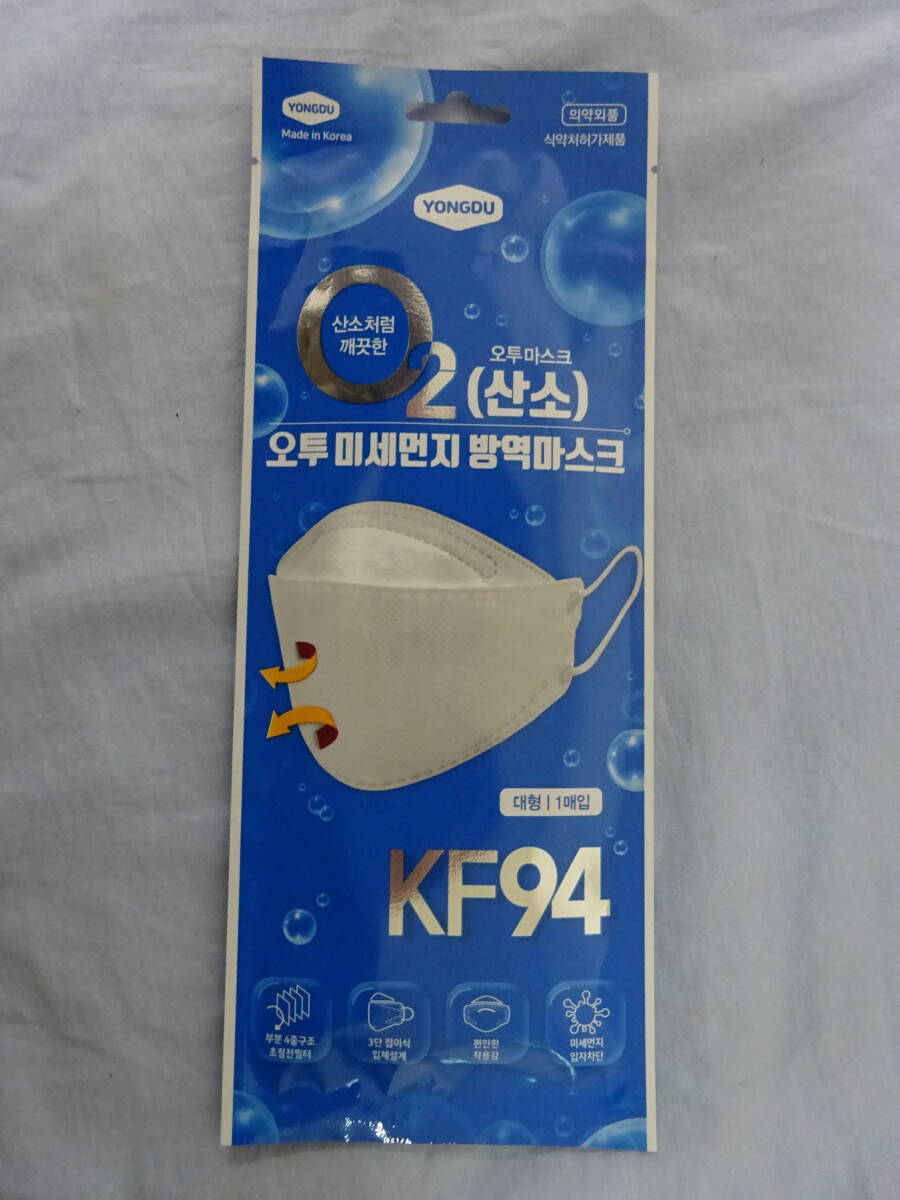 YONGDU
Made in Korea
의약외품
식약처허가제품
YONGDU
산소처럼
깨끗한
O2 (산소)
오투마스크
오투 미세먼지 방역마스크
대형 | 1매입
KF94
부분 4중구조
초정전필터
3단 접이식
입체설계
편안한
착용감
미세먼지
입자차단